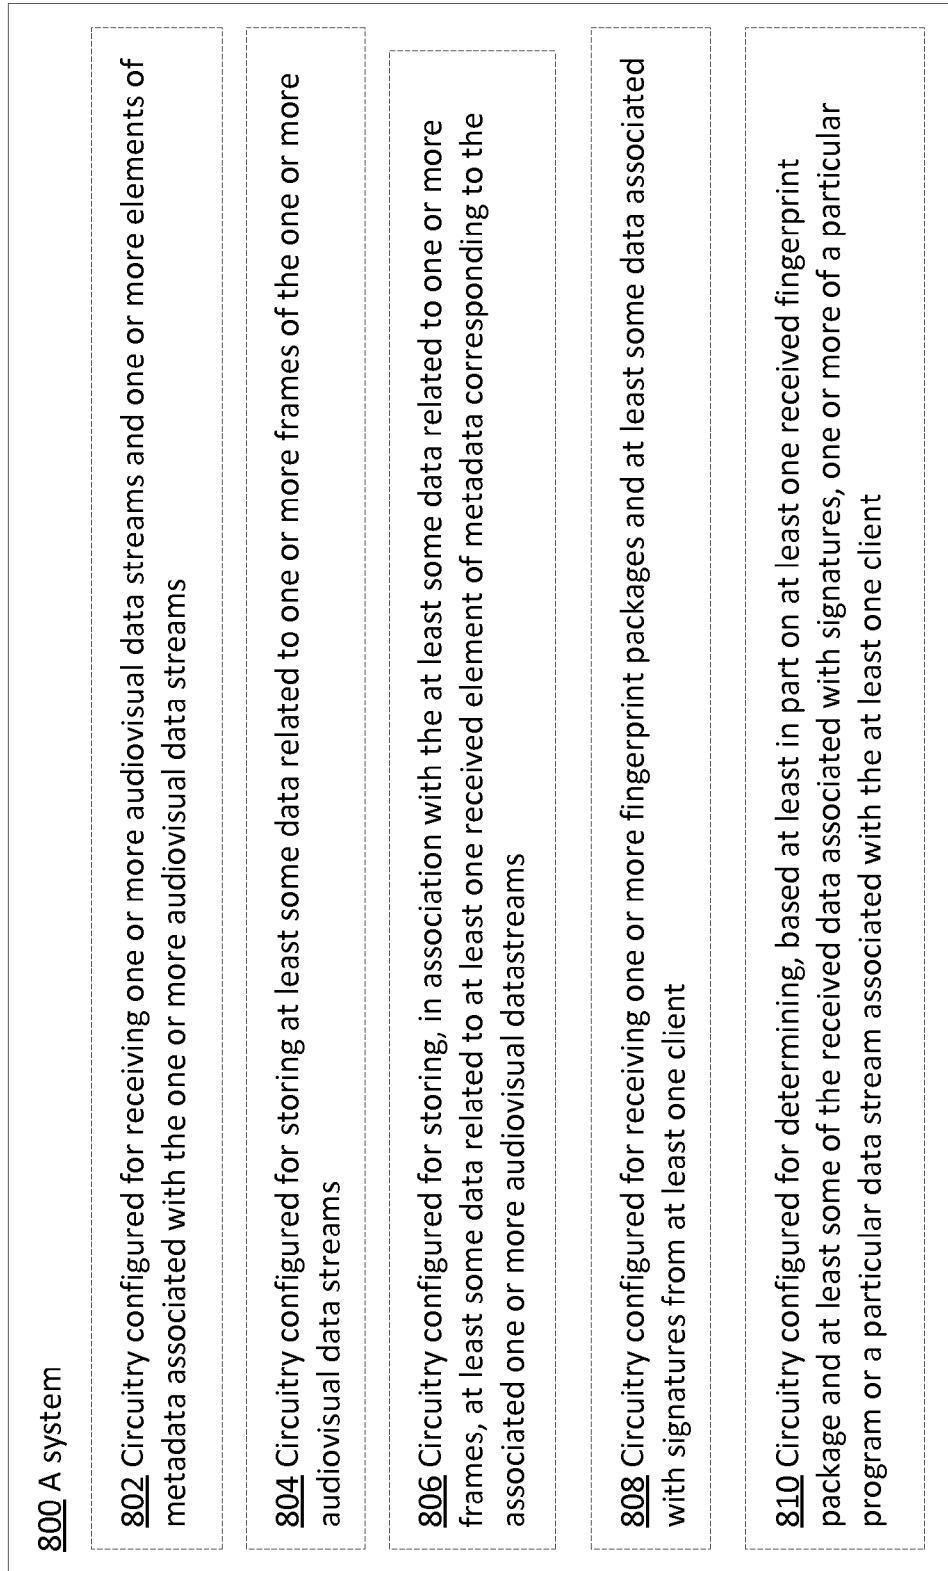 800 A system
802 Circuitry configured for receiving one or more audiovisual data streams and one or more elements of
metadata associated with the one or more audiovisual data streams
804 Circuitry configured for storing at least some data related to one or more frames of the one or more
audiovisual data streams
806 Circuitry configured for storing, in association with the at least some data related to one or more
frames, at least some data related to at least one received element of metadata corresponding to the
associated one or more audiovisual datastreams
808 Circuitry configured for receiving one or more fingerprint packages and at least some data associated
with signatures from at least one client
810 Circuitry configured for determining, based at least in part on at least one received fingerprint
package and at least some of the received data associated with signatures, one or more of a particular
program or a particular data stream associated with the at least one client